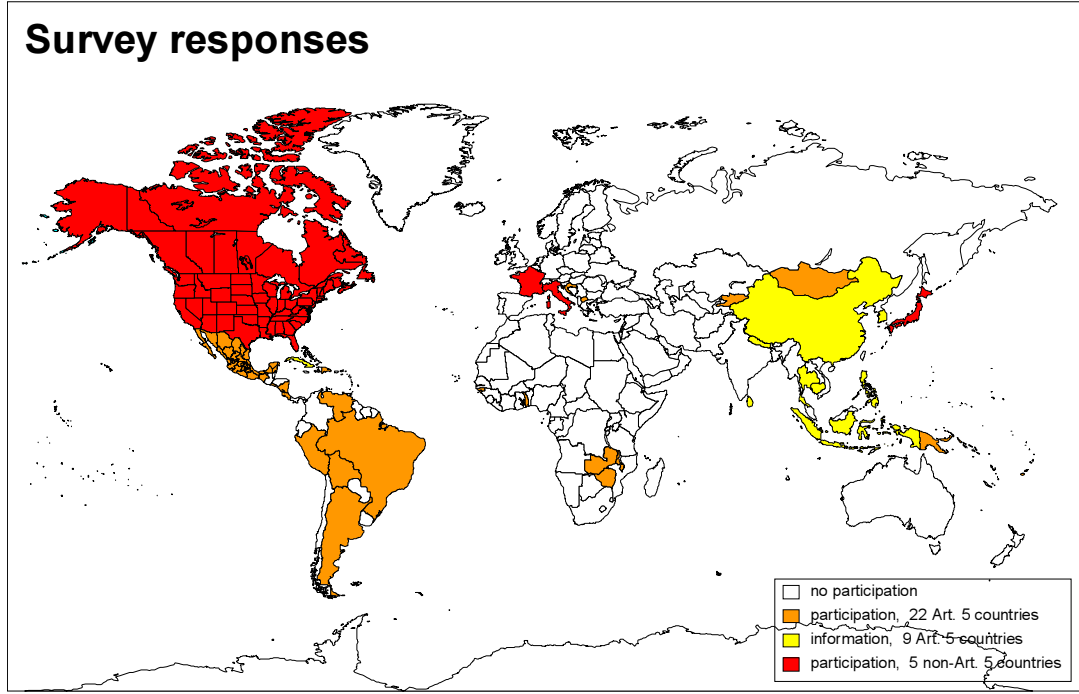 Survey responses
no participation
participation, 22 Art. 5 countries
information, 9 Art. 5 countries
participation, 5 non-Art. 5 countries